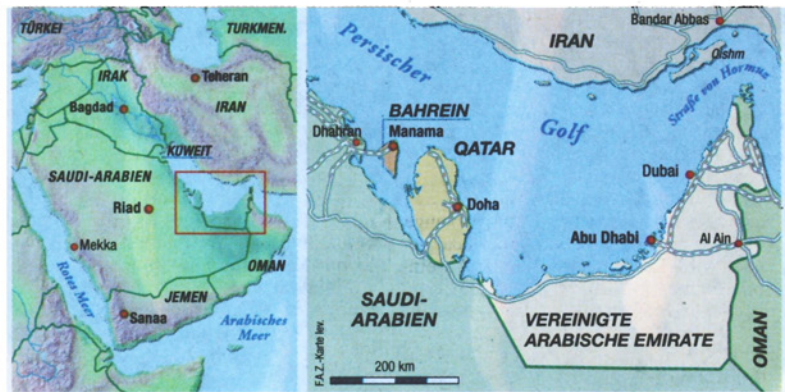 TÜRKEI
TURKMEN.
IRAK
Teheran
Bagdad
IRAN
KUWEIT
SAUDI-ARABIEN
Riad
Mekka
OMAN
Rotes Meer
JEMEN
Sanaa
Arabisches
Meer
Bandar Abbas
Persischer
IRAN
Qishm
Straße von Hormuz
BAHREIN
Dhahran
Manama
Golf
QATAR
Dubai
Doha
Abu Dhabi
Al Ain
SAUDI-
ARABIEN
VEREINIGTE
ARABISCHE EMIRATE
OMAN
F.A.Z.-Karte lev.
200 km